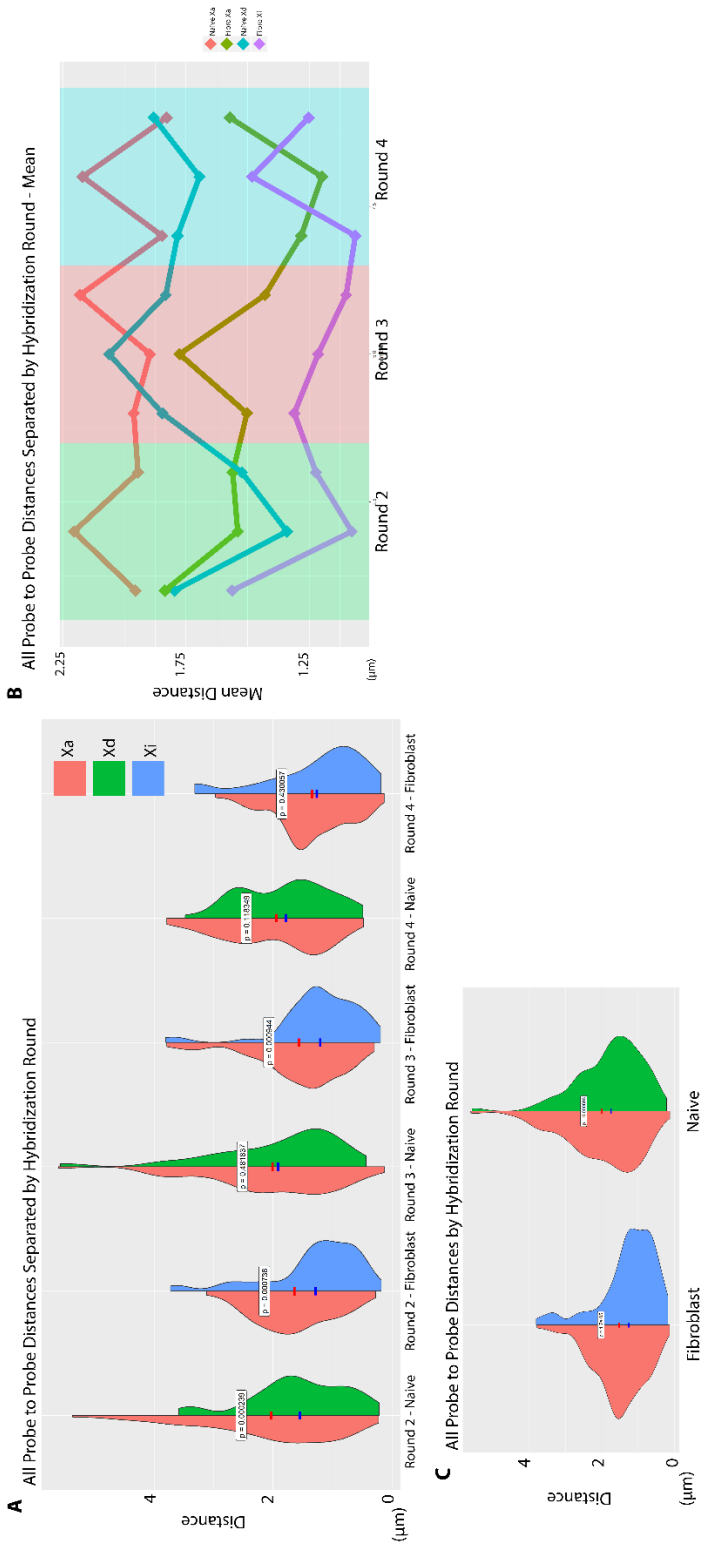 A
All Probe to Probe Distances Separated by Hybridization Round
Distance
4
2
0
(μm)
p = 0.000239
p = 0.000736
p = 0.481837
p = 0.000944
p = 0.118349
p = 0.430057
Xa
Xd
Xi
Round 2 - Naive
Round 2 - Fibroblast
Round 3 - Naive
Round 3 - Fibroblast
Round 4 - Naive
Round 4 - Fibroblast
B
All Probe to Probe Distances Separated by Hybridization Round - Mean
Mean Distance
2.25
1.75
1.25
(μm)
Round 2
Round 3
Round 4
Naive Xa
Fibro Xa
Naive Xd
Fibro Xi
C
All Probe to Probe Distances by Hybridization Round
Distance
4
2
0
(μm)
Fibroblast
Naive